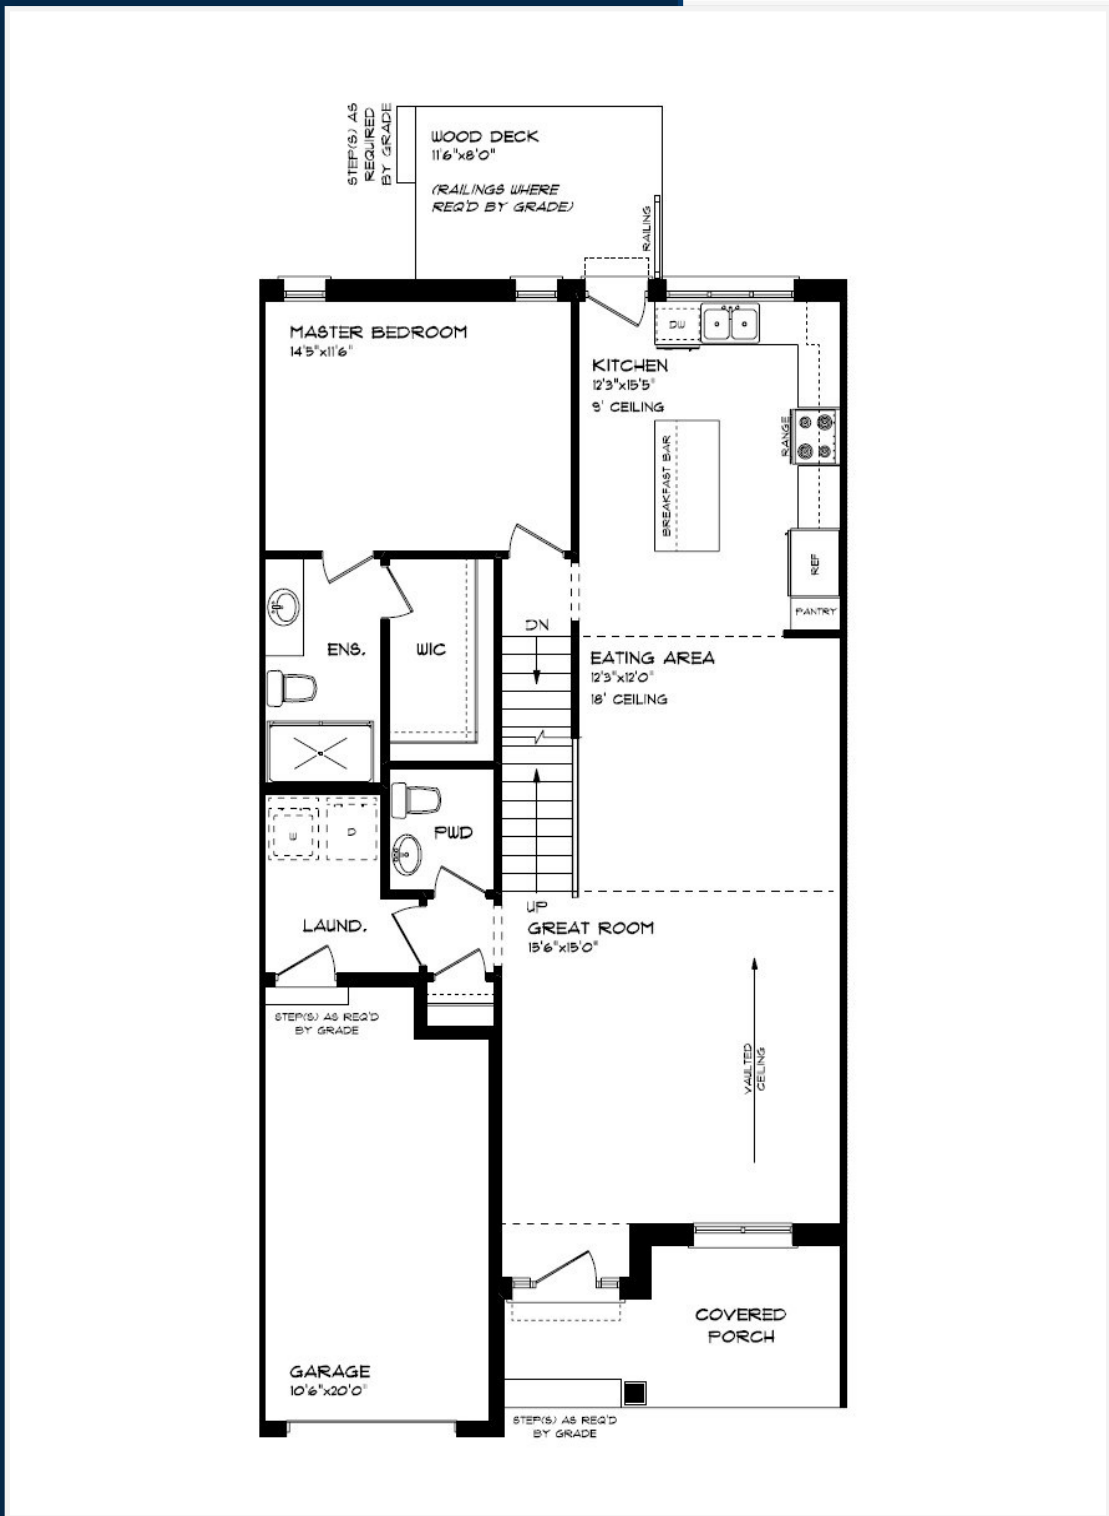 STEP(S) AS
REQUIRED
BY GRADE
WOOD DECK
11'6"x8'0"
(RAILINGS WHERE
REQ'D BY GRADE)
RAILING
MASTER BEDROOM
14'5"x11'6"
DW
KITCHEN
12'3"x15'5"
9' CEILING
RANGE
BREAKFAST BAR
REF
PANTRY
DN
ENS.
WIC
EATING AREA
12'3"x12'0"
18' CEILING
W
D
PWD
UP
LAUND.
GREAT ROOM
15'6"x15'0"
STEP(S) AS REQ'D
BY GRADE
VAULTED
CEILING
COVERED
PORCH
GARAGE
10'6"x20'0"
STEP(S) AS REQ'D
BY GRADE